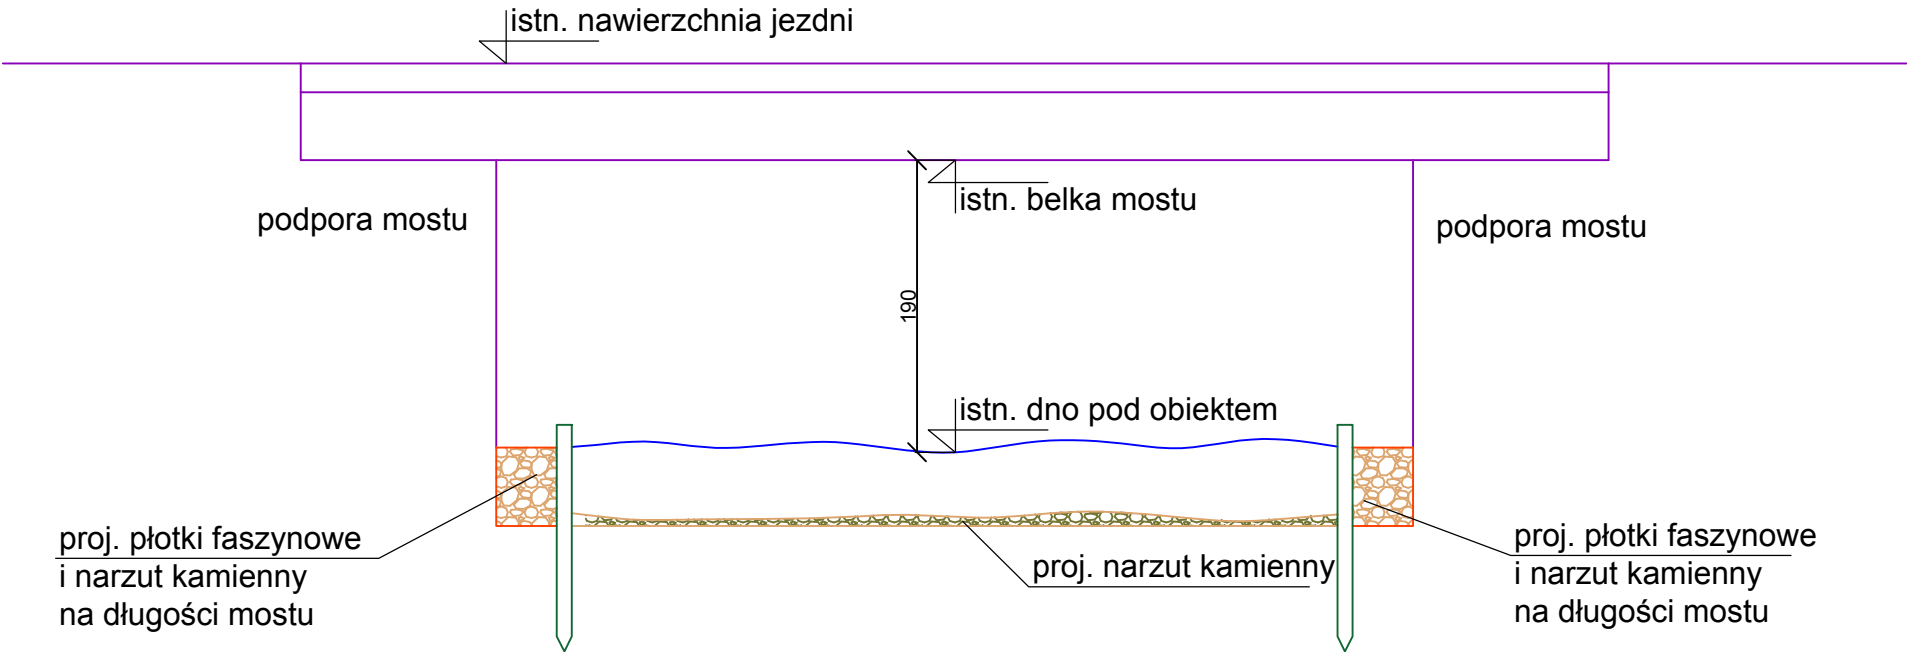 istn. nawierzchnia jezdni
istn. belka mostu
podpora mostu
podpora mostu
190
istn. dno pod obiektem
proj. płotki faszynowe
i narzut kamienny
na długości mostu
proj. narzut kamienny
proj. płotki faszynowe
i narzut kamienny
na długości mostu